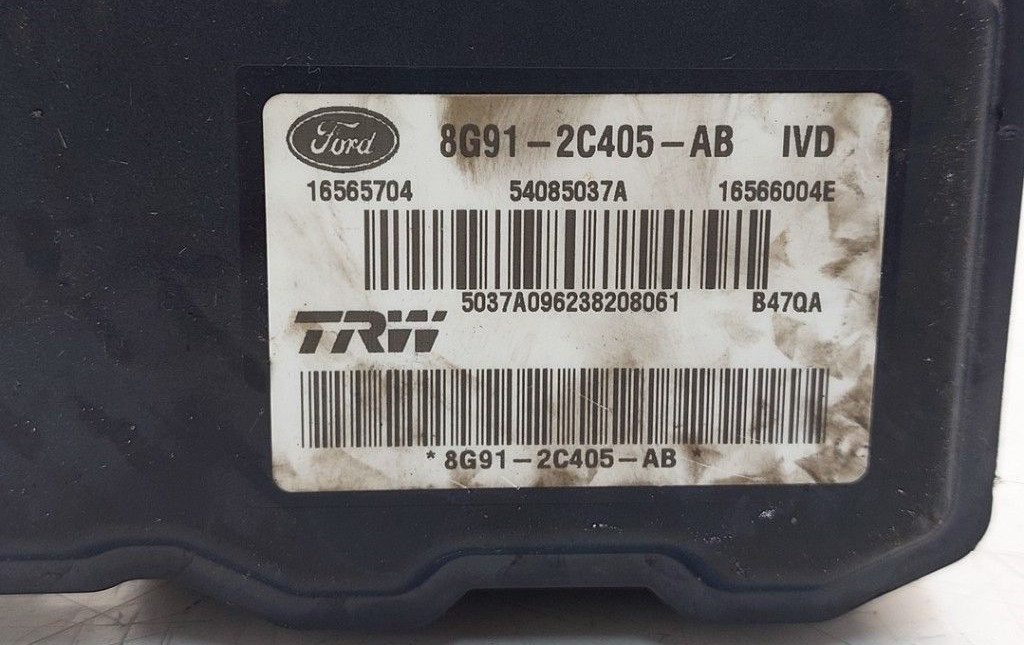 Ford 8G91-2C405-AB IVD
16565704 54085037A 16566004E
5037A096238208061 B47QA
TRW
*8G91-2C405-AB*